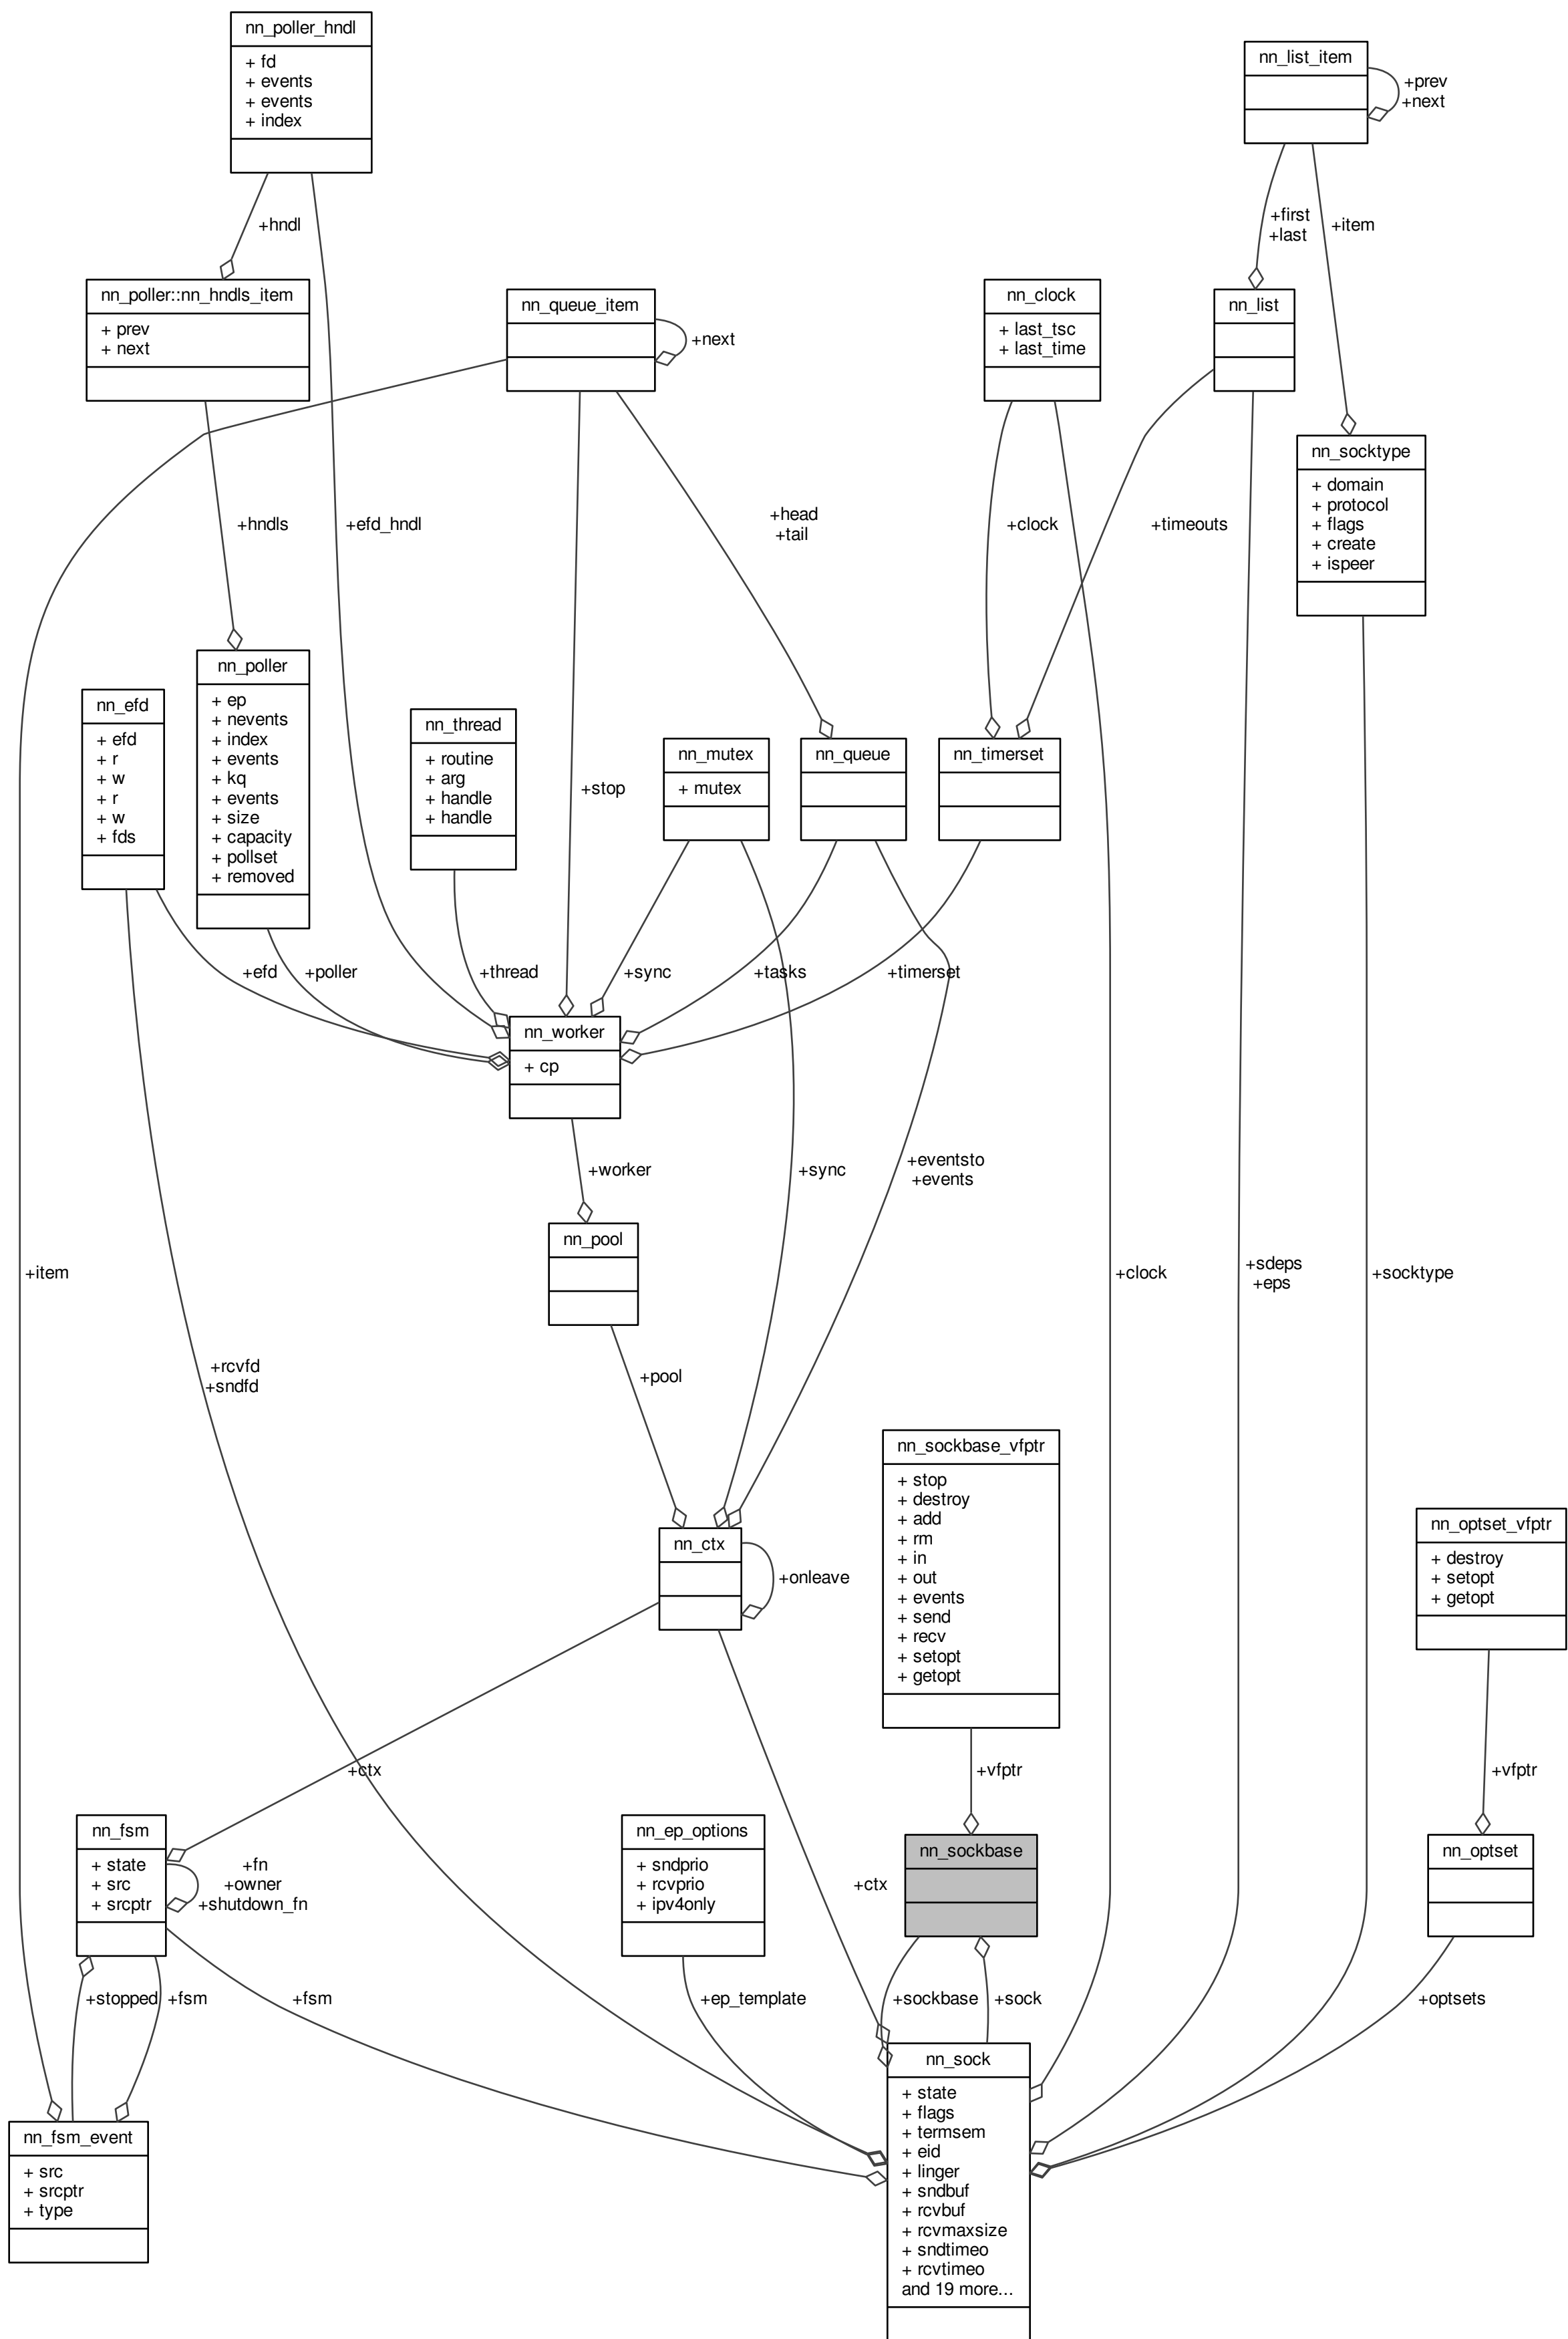 nn_poller_hndl
+ fd
+ events
+ events
+ index
nn_list_item
+prev
+next
+hndl
+first
+last
+item
nn_poller::nn_hndls_item
+ prev
+ next
nn_queue_item
+next
nn_clock
+ last_tsc
+ last_time
nn_list
nn_socktype
+ domain
+ protocol
+ flags
+ create
+ ispeer
+hndls
+efd_hndl
+head
+tail
+clock
+timeouts
nn_efd
+ efd
+ r
+ w
+ r
+ w
+ fds
nn_poller
+ ep
+ nevents
+ index
+ events
+ kq
+ events
+ size
+ capacity
+ pollset
+ removed
nn_thread
+ routine
+ arg
+ handle
+ handle
+stop
nn_mutex
+ mutex
nn_queue
nn_timerset
+efd
+poller
+thread
+sync
+tasks
+timerset
nn_worker
+ cp
+worker
+sync
+eventsto
+events
nn_pool
+item
+clock
+sdeps
+eps
+socktype
+rcvfd
+sndfd
+pool
nn_sockbase_vfptr
+ stop
+ destroy
+ add
+ rm
+ in
+ out
+ events
+ send
+ recv
+ setopt
+ getopt
nn_ctx
+onleave
nn_optset_vfptr
+ destroy
+ setopt
+ getopt
+ctx
+vfptr
+vfptr
nn_fsm
+ state
+ src
+ srcptr
+fn
+owner
+shutdown_fn
nn_ep_options
+ sndprio
+ rcvprio
+ ipv4only
+ctx
nn_sockbase
nn_optset
+stopped
+fsm
+fsm
+ep_template
+sockbase
+sock
+optsets
nn_fsm_event
+ src
+ srcptr
+ type
nn_sock
+ state
+ flags
+ termsem
+ eid
+ linger
+ sndbuf
+ rcvbuf
+ rcvmaxsize
+ sndtimeo
+ rcvtimeo
and 19 more...